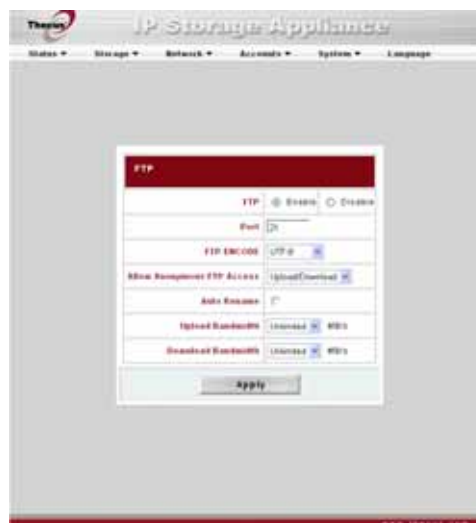 Thecus
IP Storage Appliance
Status Storage Network Accounts System Language
FTP
FTP Enable Disable
Port 21
FTP ENCODE UTF-8
Allow Anonymous FTP Access Upload/Download
Auto Rename
Upload Bandwidth Unlimited MB/s
Download Bandwidth Unlimited MB/s
Apply